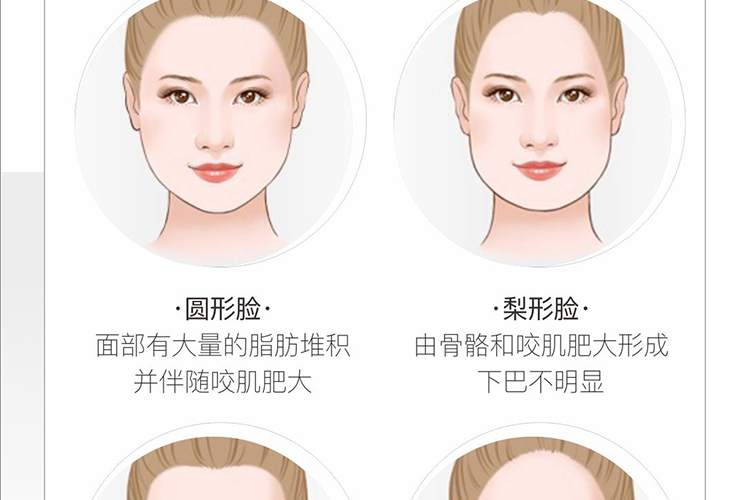 ·圆形脸·
面部有大量的脂肪堆积
并伴随咬肌肥大
·梨形脸·
由骨骼和咬肌肥大形成
下巴不明显